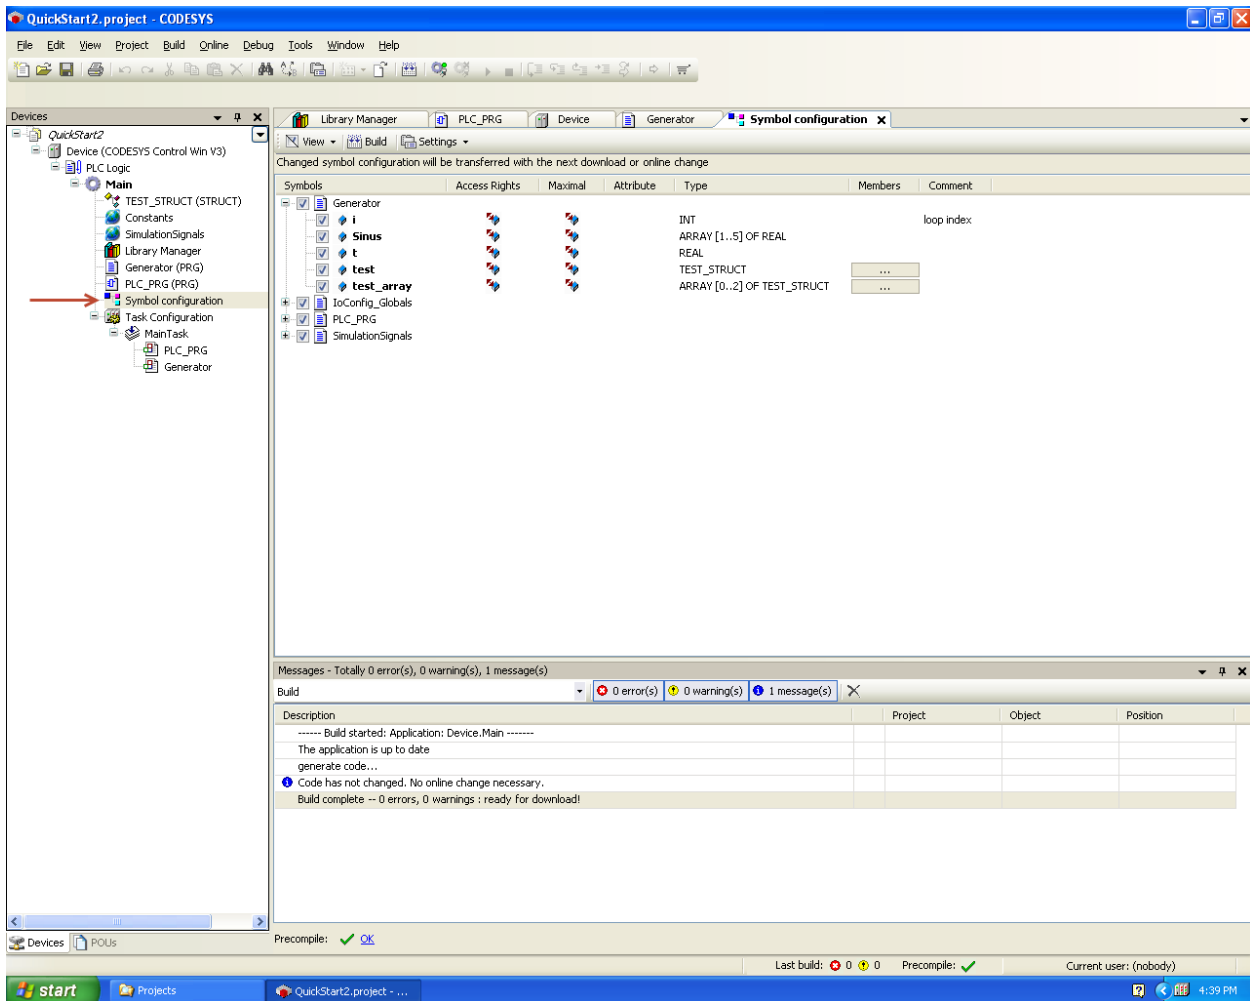 QuickStart2.project - CODESYS
File Edit View Project Build Online Debug Tools Window Help
Devices
QuickStart2
Device (CODESYS Control Win V3)
PLC Logic
Main
TEST_STRUCT (STRUCT)
Constants
SimulationSignals
Library Manager
Generator (PRG)
PLC_PRG (PRG)
Symbol configuration
Task Configuration
MainTask
PLC_PRG
Generator
Devices POUs
Library Manager PLC_PRG Device Generator Symbol configuration
View Build Settings
Changed symbol configuration will be transferred with the next download or online change
Symbols Access Rights Maximal Attribute Type Members Comment
Generator
i INT loop index
Sinus ARRAY [1..5] OF REAL
t REAL
test TEST_STRUCT ...
test_array ARRAY [0..2] OF TEST_STRUCT ...
IoConfig_Globals
PLC_PRG
SimulationSignals
Messages - Totally 0 error(s), 0 warning(s), 1 message(s)
Build 0 error(s) 0 warning(s) 1 message(s)
Description Project Object Position
------ Build started: Application: Device.Main -------
The application is up to date
generate code...
Code has not changed. No online change necessary.
Build complete -- 0 errors, 0 warnings : ready for download!
Precompile: OK
Last build: 0 0 Precompile: Current user: (nobody)
start Projects QuickStart2.project - ... 4:39 PM